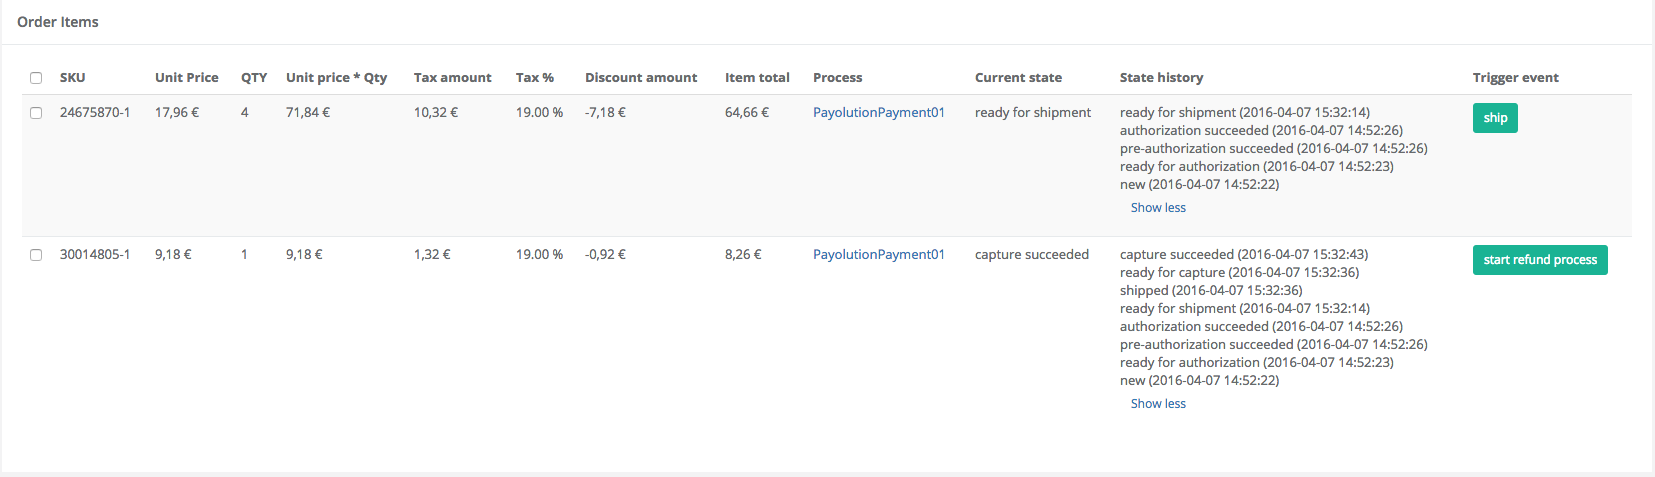 Order Items
SKU Unit Price QTY Unit price * Qty Tax amount Tax % Discount amount Item total Process Current state State history Trigger event
24675870-1 17,96 € 4 71,84 € 10,32 € 19.00 % -7,18 € 64,66 € PayolutionPayment01 ready for shipment ready for shipment (2016-04-07 15:32:14) ship
authorization succeeded (2016-04-07 14:52:26)
pre-authorization succeeded (2016-04-07 14:52:26)
ready for authorization (2016-04-07 14:52:23)
new (2016-04-07 14:52:22)
Show less
30014805-1 9,18 € 1 9,18 € 1,32 € 19.00 % -0,92 € 8,26 € PayolutionPayment01 capture succeeded capture succeeded (2016-04-07 15:32:43) start refund process
ready for capture (2016-04-07 15:32:36)
shipped (2016-04-07 15:32:36)
ready for shipment (2016-04-07 15:32:14)
authorization succeeded (2016-04-07 14:52:26)
pre-authorization succeeded (2016-04-07 14:52:26)
ready for authorization (2016-04-07 14:52:23)
new (2016-04-07 14:52:22)
Show less